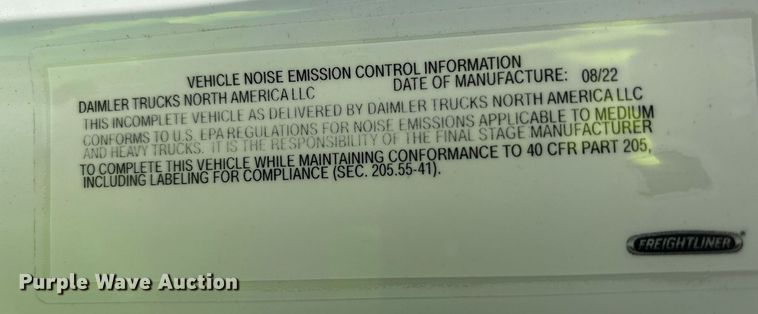 VEHICLE NOISE EMISSION CONTROL INFORMATION
DAIMLER TRUCKS NORTH AMERICA LLC DATE OF MANUFACTURE: 08/22
THIS INCOMPLETE VEHICLE AS DELIVERED BY DAIMLER TRUCKS NORTH AMERICA LLC
CONFORMS TO U.S. EPA REGULATIONS FOR NOISE EMISSIONS APPLICABLE TO MEDIUM
AND HEAVY TRUCKS. IT IS THE RESPONSIBILITY OF THE FINAL STAGE MANUFACTURER
TO COMPLETE THIS VEHICLE WHILE MAINTAINING CONFORMANCE TO 40 CFR PART 205,
INCLUDING LABELING FOR COMPLIANCE (SEC. 205.55-41).
FREIGHTLINER
Purple Wave Auction